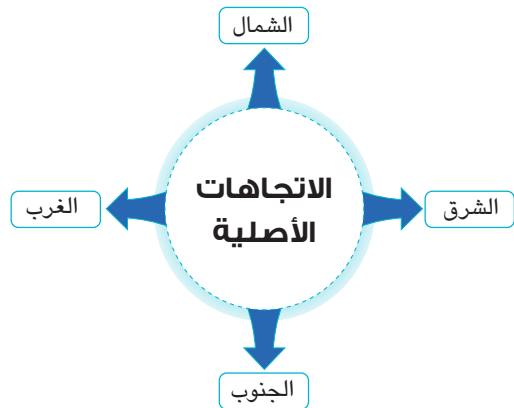 الشمال
الاتجاهات
الأصلية
الشرق
الغرب
الجنوب